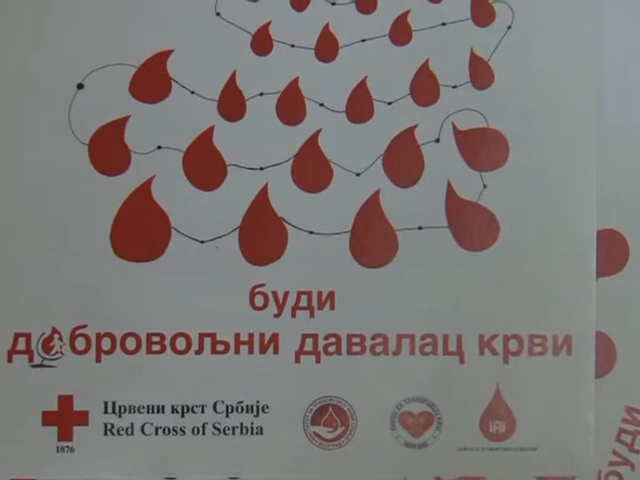 буди
добровољни давалац крви
Црвени крст Србије
Red Cross of Serbia
1876
буди